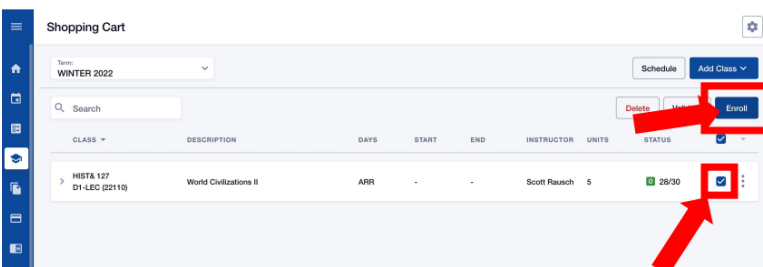 Shopping Cart
Term:
WINTER 2022
Schedule
Add Class
Search
Delete
Enroll
CLASS
DESCRIPTION
DAYS
START
END
INSTRUCTOR
UNITS
STATUS
HIST& 127
D1-LEC (22110)
World Civilizations II
ARR
-
-
Scott Rausch
5
O
28/30